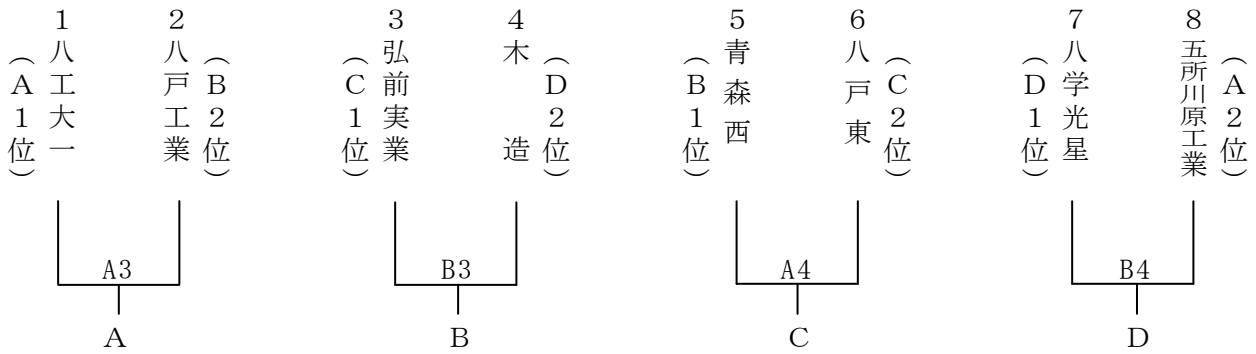 1
八工大一
（A1位）
2
八戸工業
（B2位）
A3
A
3
弘前実業
（C1位）
4
木造
（D2位）
B3
B
5
青森西
（B1位）
6
八戸東
（C2位）
A4
C
7
八学光星
（D1位）
8
五所川原工業
（A2位）
B4
D